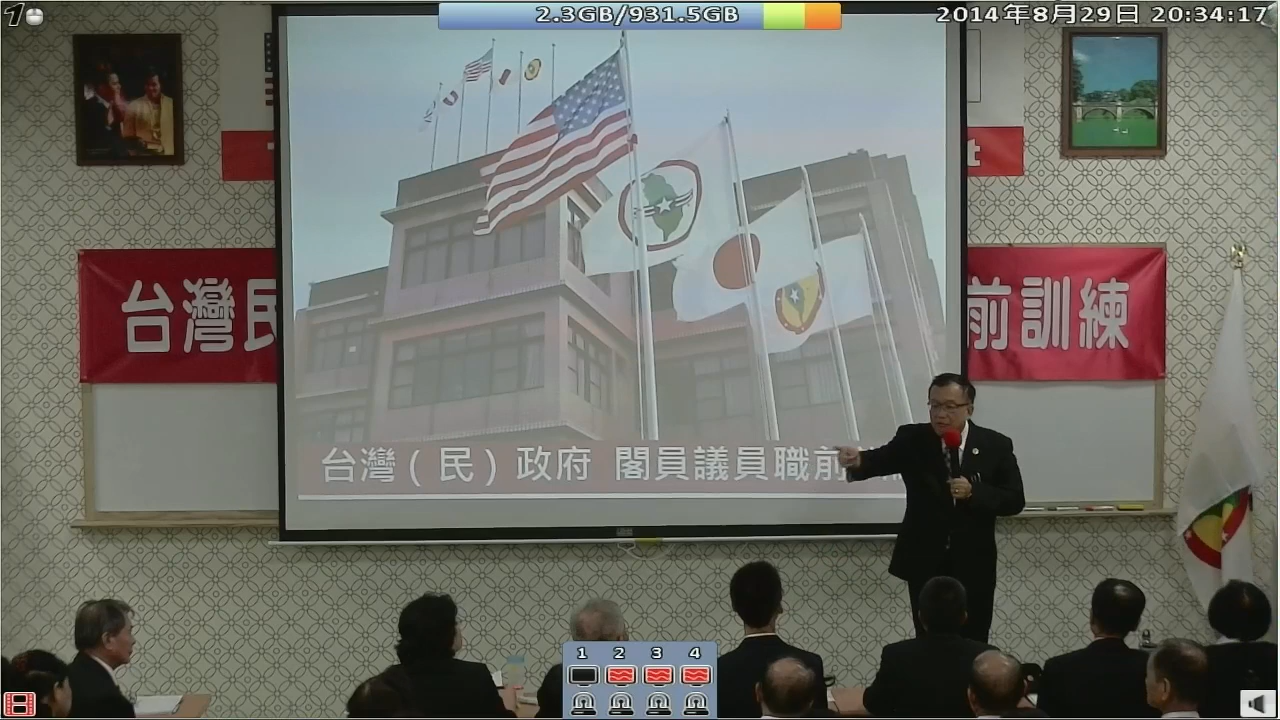 1
2.3GB/931.5GB
2014年8月29日 20:34:17
t
台灣民
前訓練
台灣(民)政府 閣員議員職前
1 2 3 4